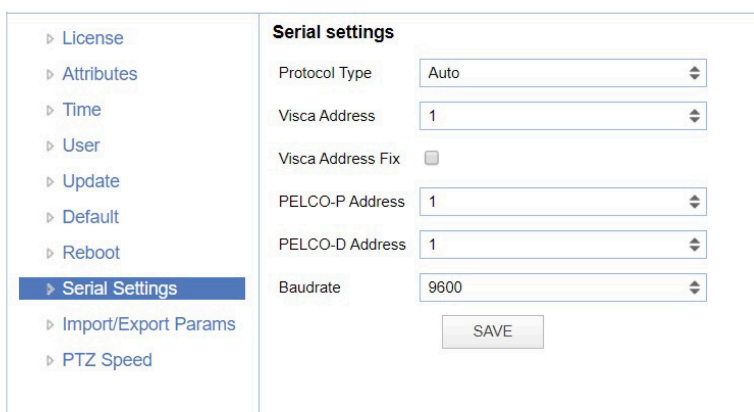 License
Attributes
Time
User
Update
Default
Reboot
Serial Settings
Import/Export Params
PTZ Speed
Serial settings
Protocol Type Auto
Visca Address 1
Visca Address Fix
PELCO-P Address 1
PELCO-D Address 1
Baudrate 9600
SAVE